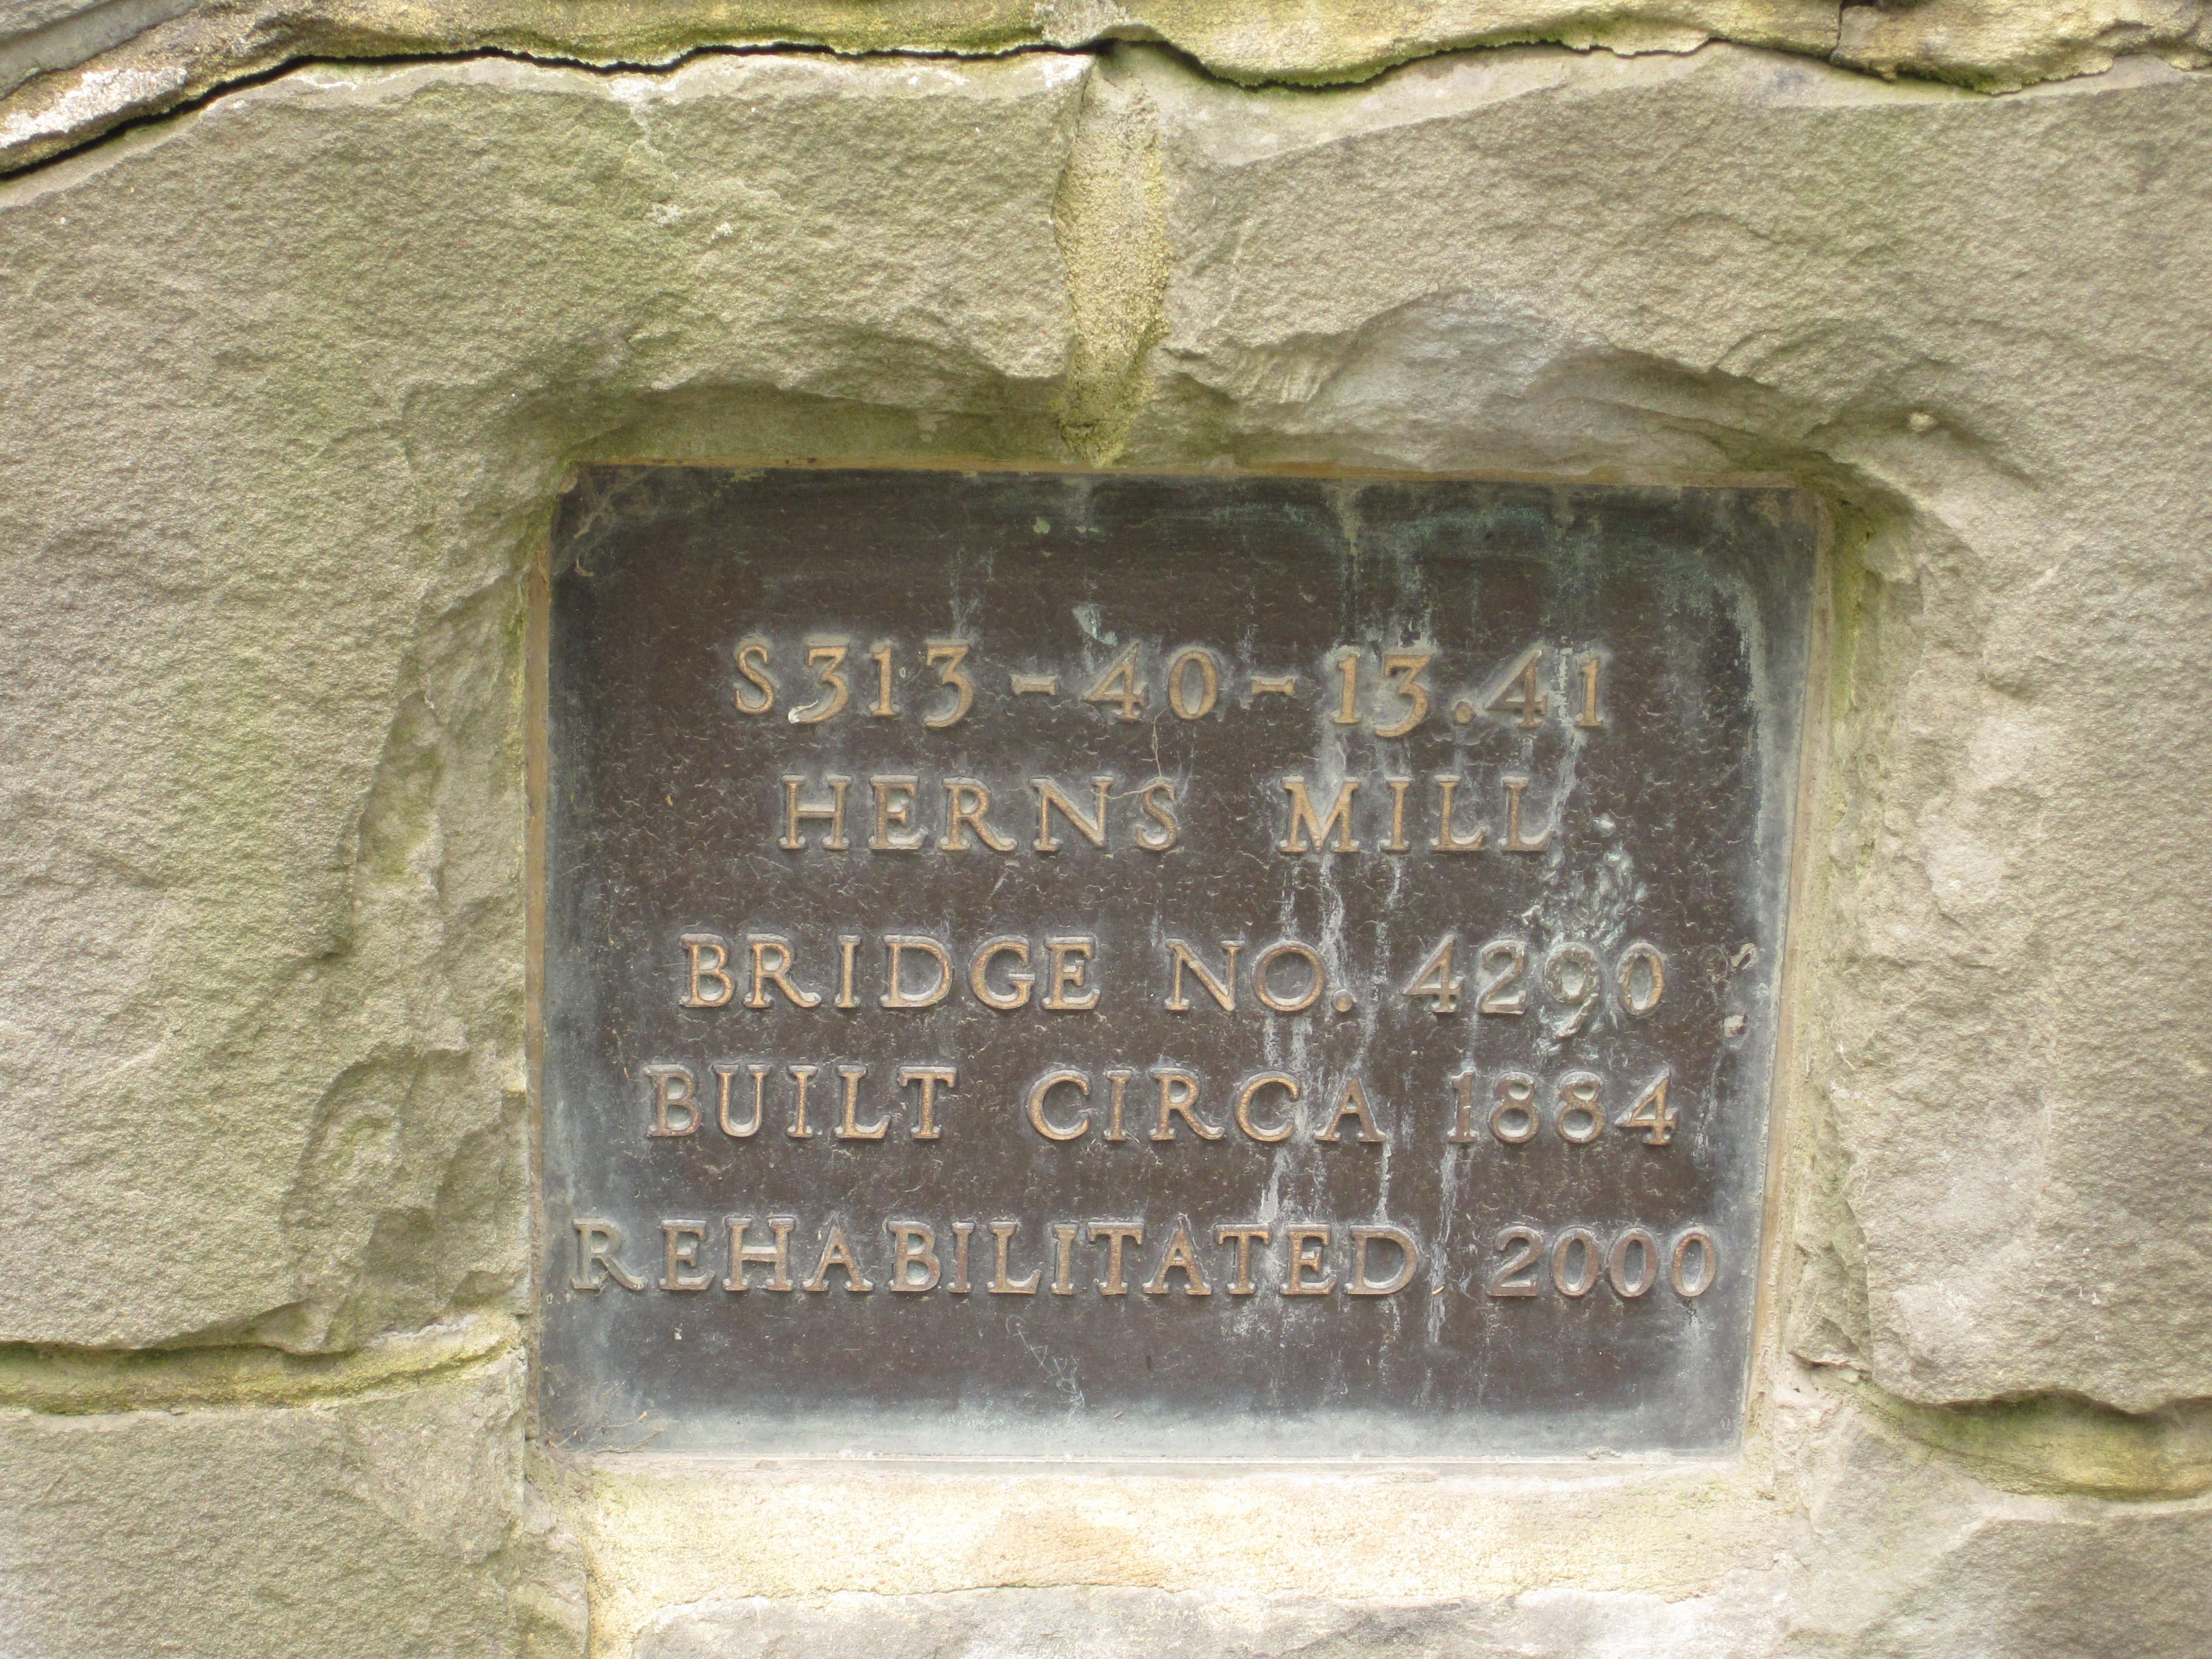 S313-40-13.41
HERNS MILL
BRIDGE NO. 4290
BUILT CIRCA 1884
REHABILITATED 2000